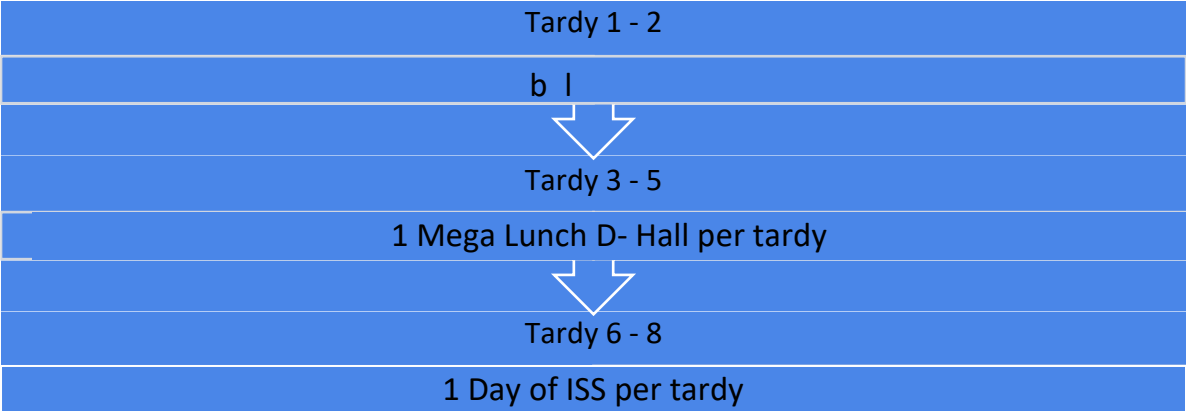 Tardy 1 - 2
b l
Tardy 3 - 5
1 Mega Lunch D- Hall per tardy
Tardy 6 - 8
1 Day of ISS per tardy